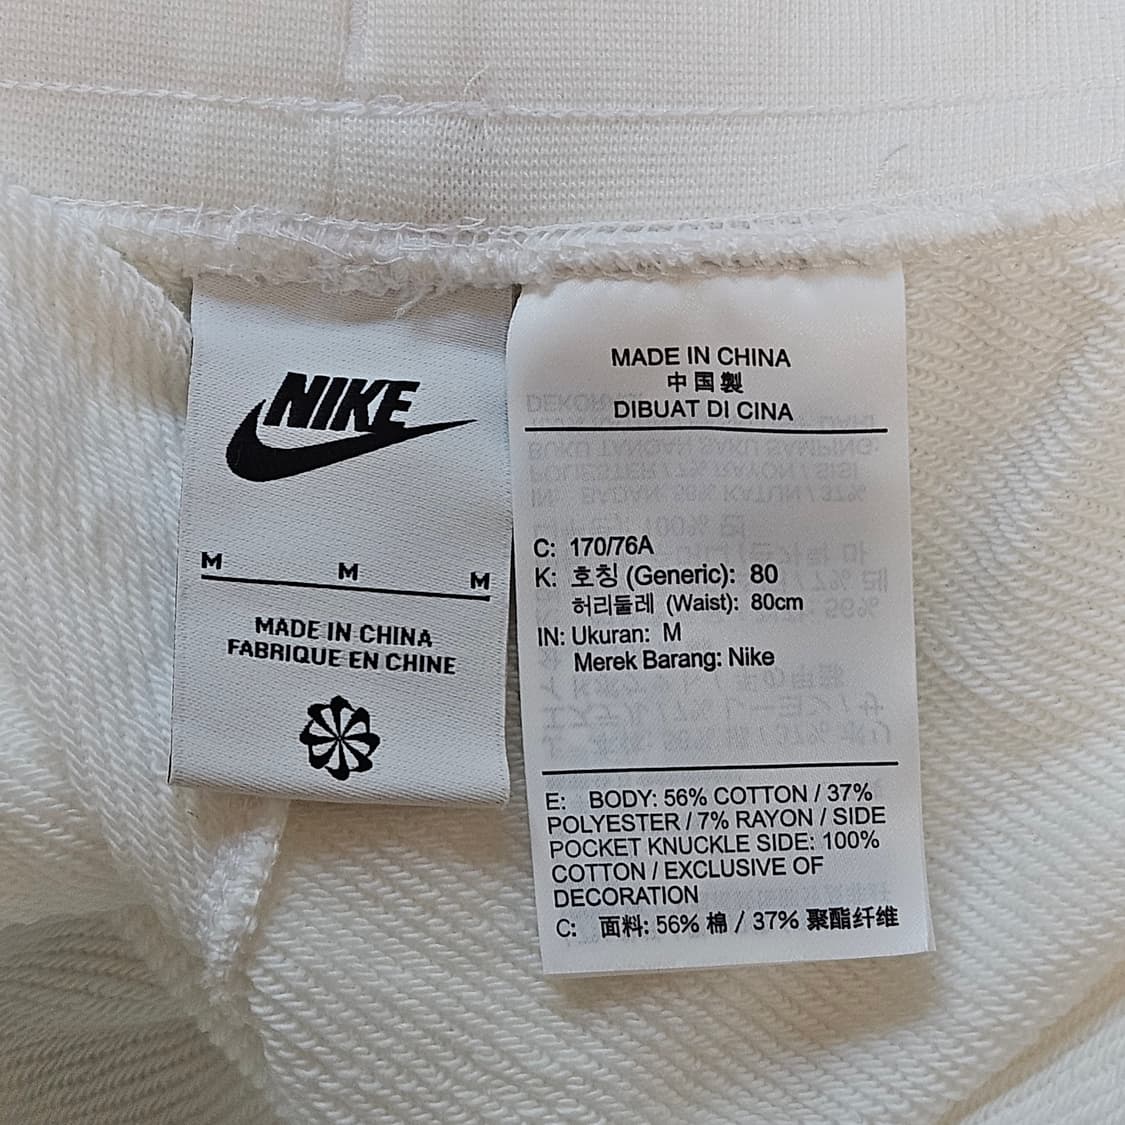 NIKE
M M M
MADE IN CHINA
FABRIQUE EN CHINE
MADE IN CHINA
中国製
DIBUAT DI CINA
C: 170/76A
K: 호칭 (Generic): 80
허리둘레 (Waist): 80cm
IN: Ukuran: M
Merek Barang: Nike
E: BODY: 56% COTTON / 37%
POLYESTER / 7% RAYON / SIDE
POCKET KNUCKLE SIDE: 100%
COTTON / EXCLUSIVE OF
DECORATION
C: 面料: 56% 棉 / 37% 聚酯纤维